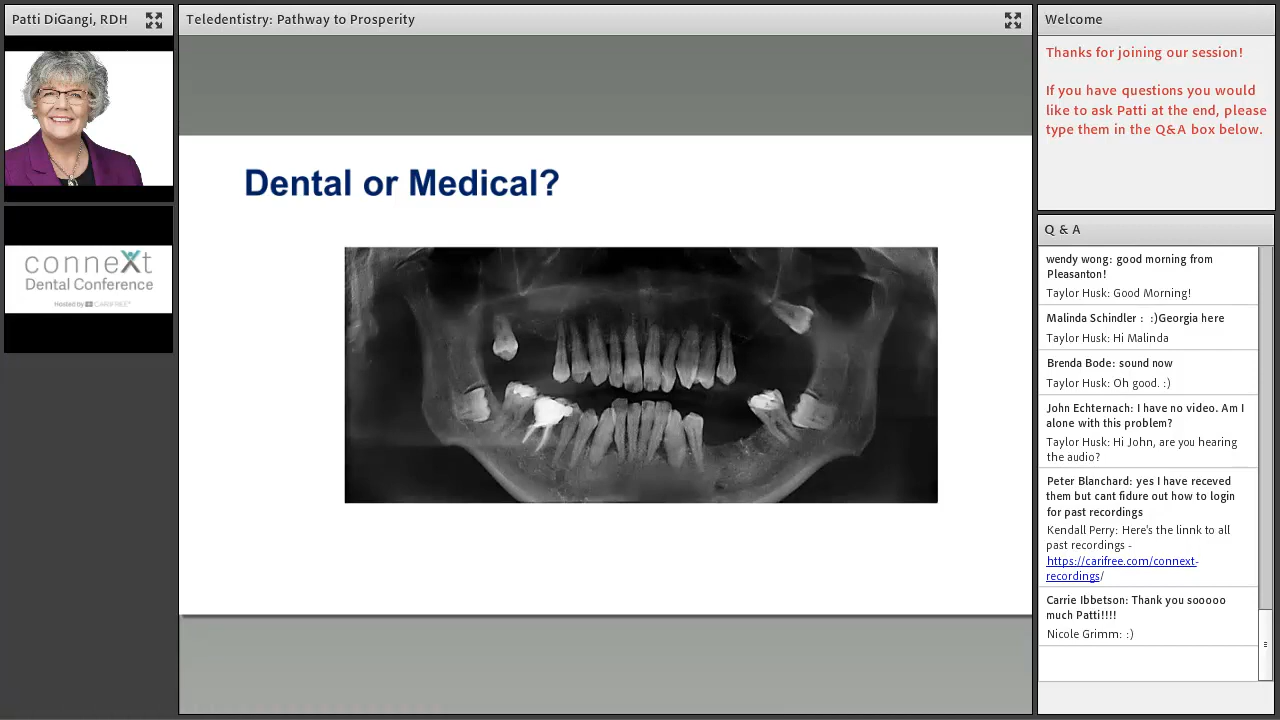 Patti DiGangi, RDH
Teledentistry: Pathway to Prosperity
Welcome
Thanks for joining our session!
If you have questions you would
like to ask Patti at the end, please
type them in the Q&A box below.
conneXt
Dental Conference
Hosted by CARIFREE
Dental or Medical?
Q & A
wendy wong: good morning from
Pleasanton!
Taylor Husk: Good Morning!
Malinda Schindler : :)Georgia here
Taylor Husk: Hi Malinda
Brenda Bode: sound now
Taylor Husk: Oh good. :)
John Echternach: I have no video. Am I
alone with this problem?
Taylor Husk: Hi John, are you hearing
the audio?
Peter Blanchard: yes I have receved
them but cant fidure out how to login
for past recordings
Kendall Perry: Here's the linnk to all
past recordings -
https://carifree.com/connext-
recordings/
Carrie Ibbetson: Thank you sooooo
much Patti!!!!
Nicole Grimm: :)